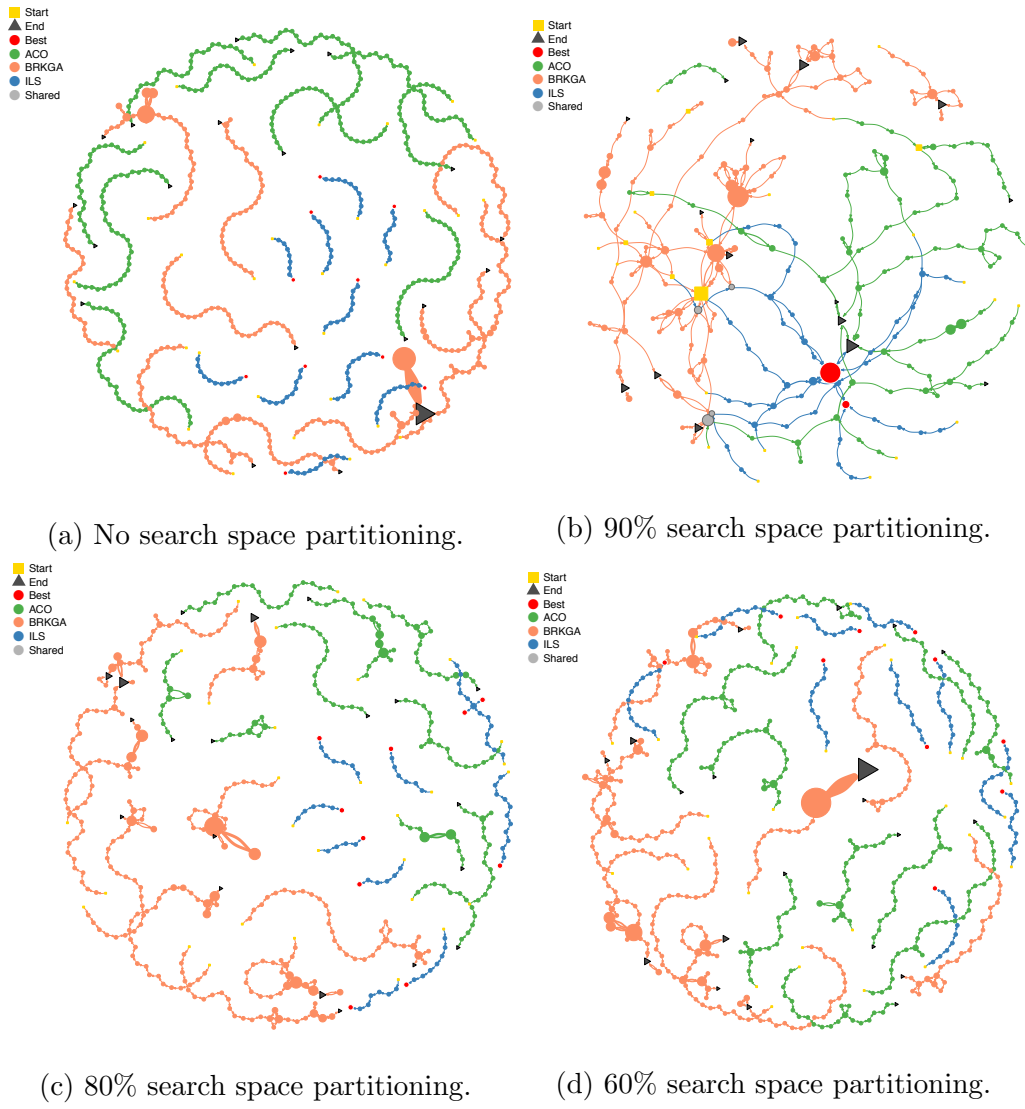 Start
End
Best
ACO
BRKGA
ILS
Shared
(a) No search space partitioning.
Start
End
Best
ACO
BRKGA
ILS
Shared
(b) 90% search space partitioning.
Start
End
Best
ACO
BRKGA
ILS
Shared
(c) 80% search space partitioning.
Start
End
Best
ACO
BRKGA
ILS
Shared
(d) 60% search space partitioning.